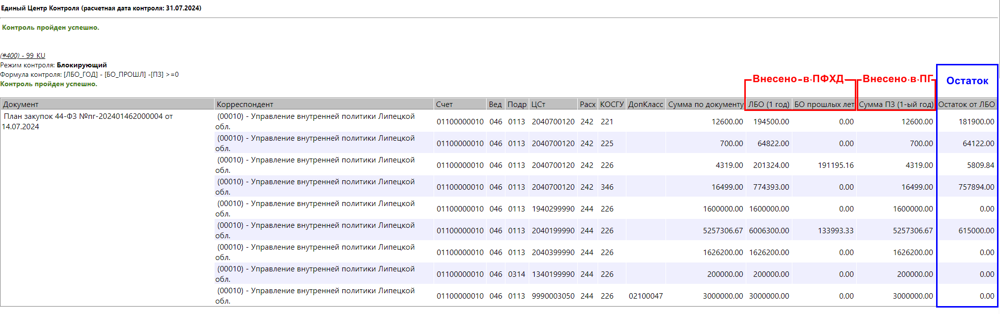 Единый Центр Контроля (расчетная дата контроля: 31.07.2024)
Контроль пройден успешно.
(#400) - 99_KU
Режим контроля: Блокирующий
Формула контроля: [ЛБО_ГОД] - [БО_ПРОШЛ] -[ПЗ] >=0
Контроль пройден успешно.
Внесено в ПФХД Внесено в ПГ Остаток
Документ Корреспондент Счет Вед Подр ЦСт Расх КОСГУ ДопКласс Сумма по документу ЛБО (1 год) БО прошлых лет Сумма ПЗ (1-ый год) Остаток от ЛБО
План закупок 44-ФЗ №пг-202401462000004 от
14.07.2024
(00010) - Управление внутренней политики Липецкой
обл.
01100000010 046 0113 2040700120 242 221 12600.00 194500.00 0.00 12600.00 181900.00
(00010) - Управление внутренней политики Липецкой
обл.
01100000010 046 0113 2040700120 242 225 700.00 64822.00 0.00 700.00 64122.00
(00010) - Управление внутренней политики Липецкой
обл.
01100000010 046 0113 2040700120 242 226 4319.00 201324.00 191195.16 4319.00 5809.84
(00010) - Управление внутренней политики Липецкой
обл.
01100000010 046 0113 2040700120 242 346 16499.00 774393.00 0.00 16499.00 757894.00
(00010) - Управление внутренней политики Липецкой
обл.
01100000010 046 0113 1940299990 244 226 1600000.00 1600000.00 0.00 1600000.00 0.00
(00010) - Управление внутренней политики Липецкой
обл.
01100000010 046 0113 2040199990 244 226 5257306.67 6006300.00 133993.33 5257306.67 615000.00
(00010) - Управление внутренней политики Липецкой
обл.
01100000010 046 0113 2040399990 244 226 1626200.00 1626200.00 0.00 1626200.00 0.00
(00010) - Управление внутренней политики Липецкой
обл.
01100000010 046 0314 1340199990 244 226 200000.00 200000.00 0.00 200000.00 0.00
(00010) - Управление внутренней политики Липецкой
обл.
01100000010 046 0113 9990003050 244 226 02100047 3000000.00 3000000.00 0.00 3000000.00 0.00